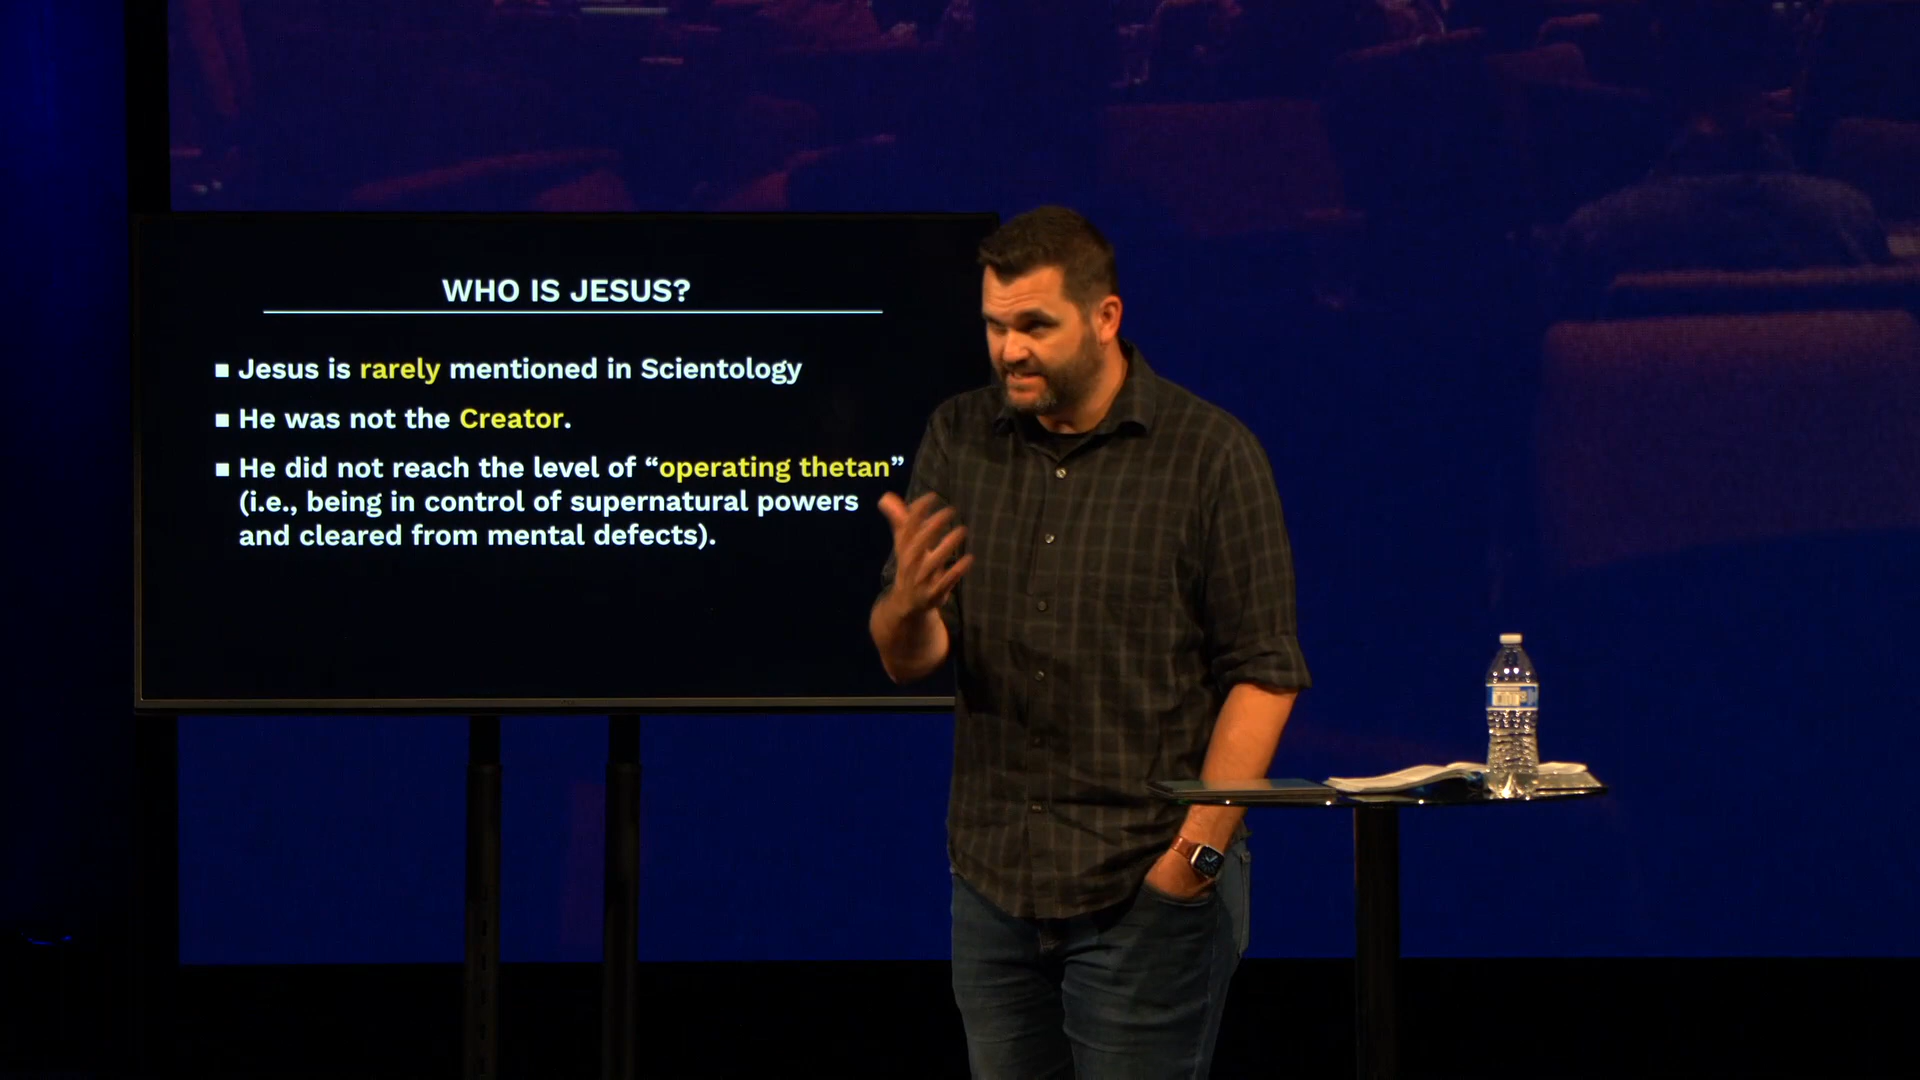 WHO IS JESUS?
■ Jesus is rarely mentioned in Scientology
■ He was not the Creator.
■ He did not reach the level of “operating thetan”
(i.e., being in control of supernatural powers
and cleared from mental defects).